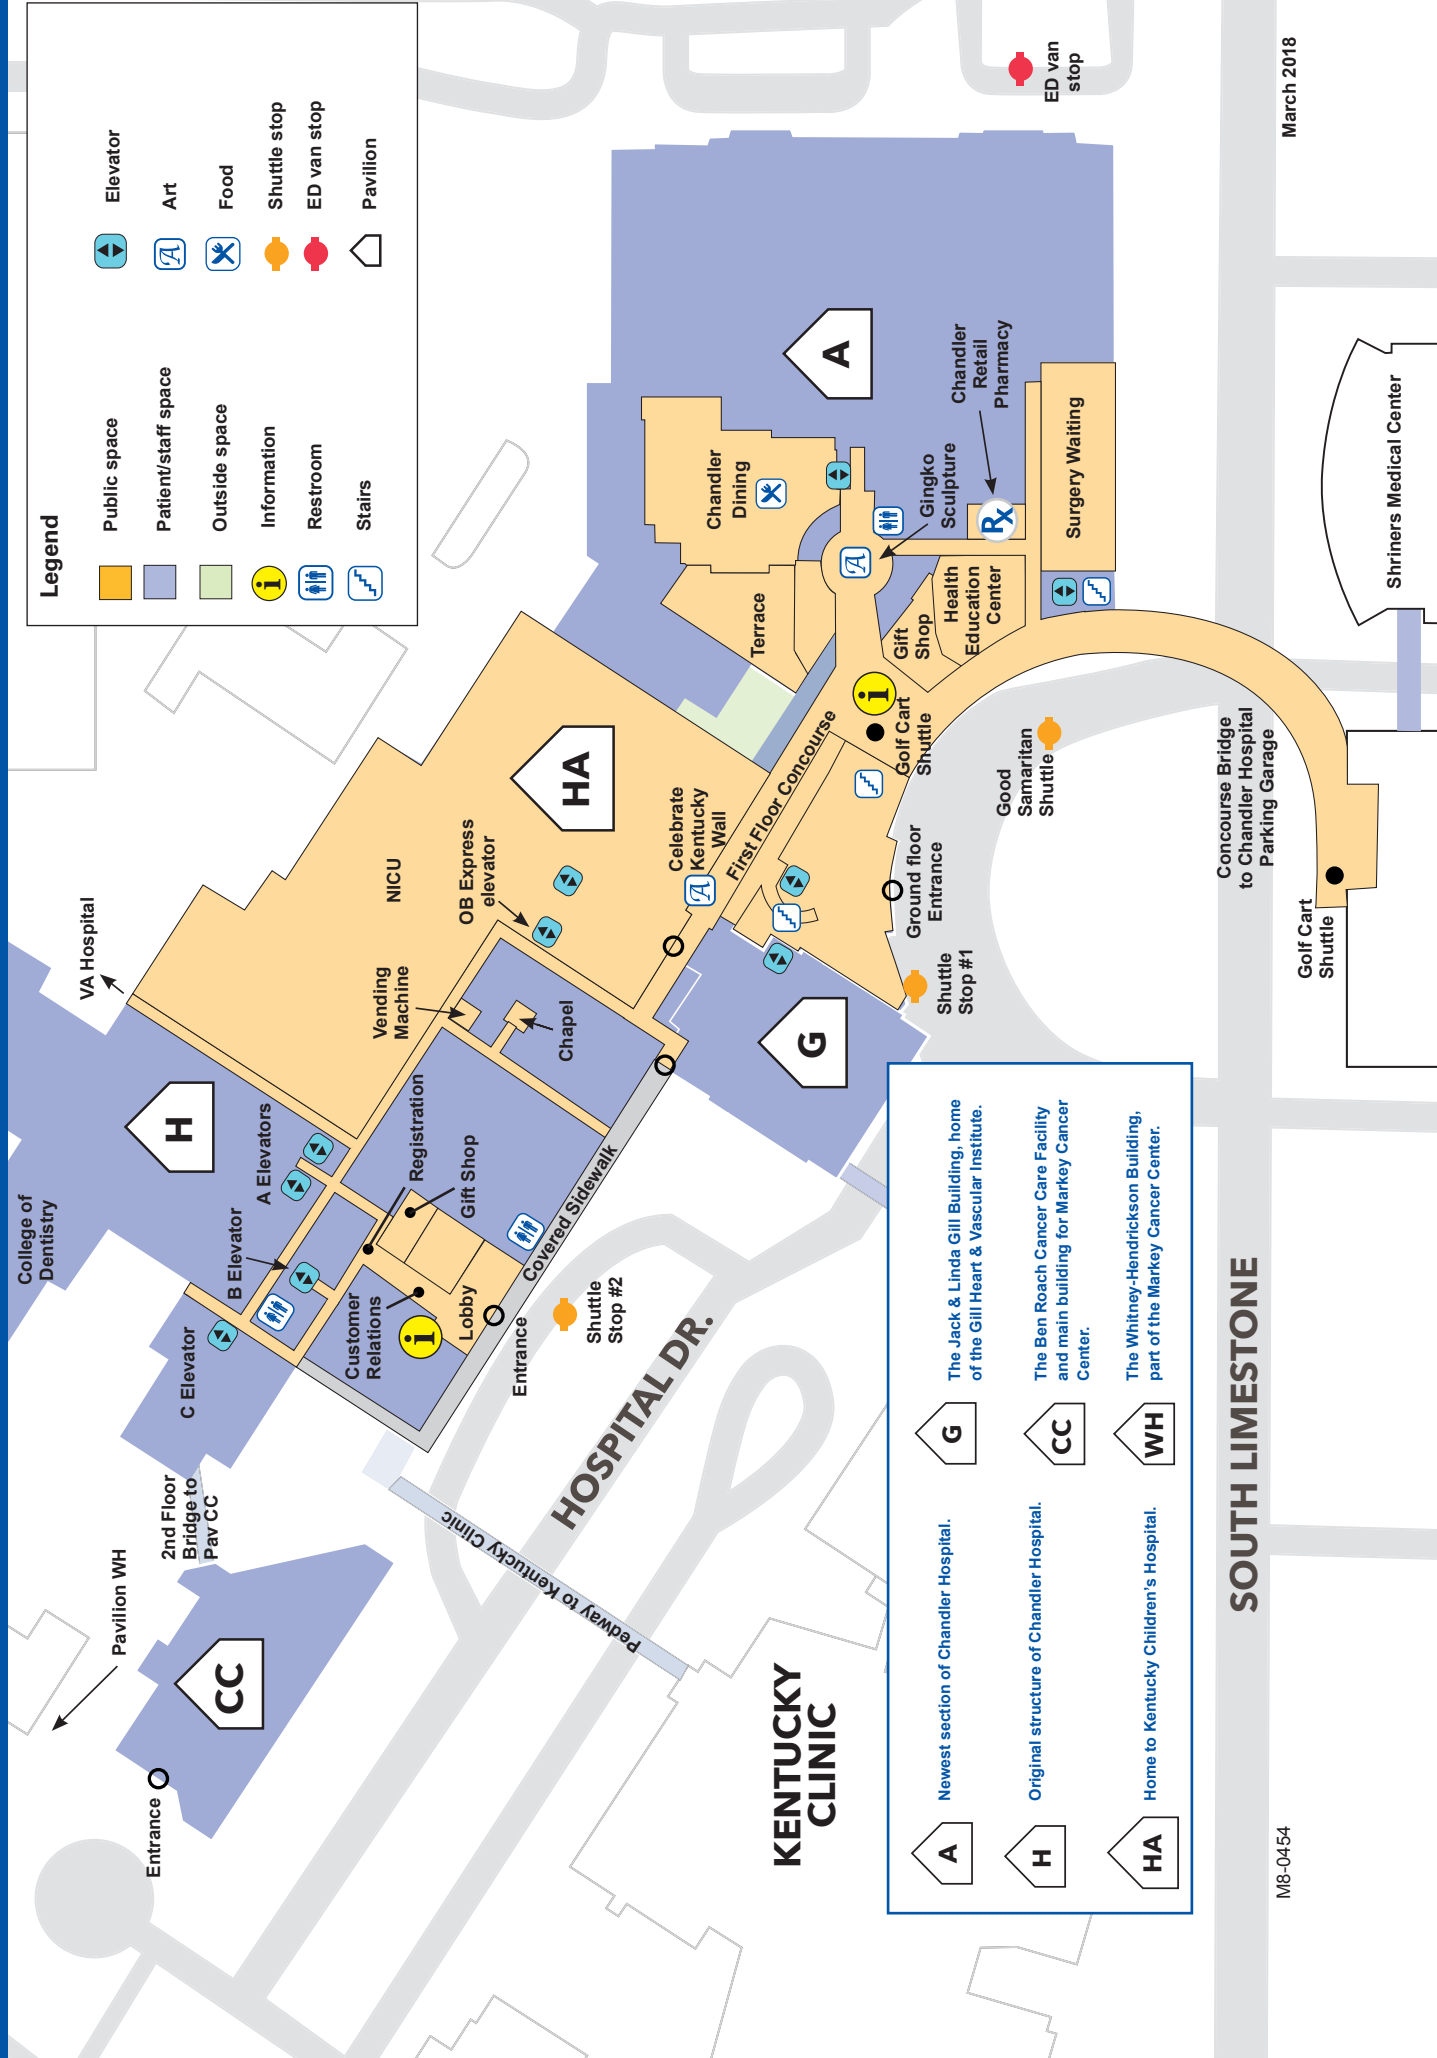 Legend
Public space
Patient/staff space
Outside space
Information
i
Restroom
Stairs
Elevator
Art
A
Food
Shuttle stop
ED van stop
Pavilion
Pavilion WH
2nd Floor
Bridge to
Pav CC
CC
Entrance
College of
Dentistry
VA Hospital
H
C Elevator
B Elevator
A Elevators
Customer
Relations
i
Lobby
Registration
Gift Shop
Entrance
Covered Sidewalk
Shuttle
Stop #2
Vending
Machine
Chapel
NICU
OB Express
elevator
HA
Celebrate
Kentucky
Wall
A
First Floor Concourse
G
Shuttle
Stop #1
Ground floor
Entrance
Golf Cart
Shuttle
i
Good
Samaritan
Shuttle
Terrace
Chandler
Dining
A
A
Gingko
Sculpture
Gift
Shop
Health
Education
Center
Chandler
Retail
Pharmacy
Rx
Surgery Waiting
ED van
stop
March 2018
Concourse Bridge
to Chandler Hospital
Parking Garage
Golf Cart
Shuttle
Shriners Medical Center
HOSPITAL DR.
Pedway to Kentucky Clinic
KENTUCKY
CLINIC
SOUTH LIMESTONE
A
Newest section of Chandler Hospital.
H
Original structure of Chandler Hospital.
HA
Home to Kentucky Children's Hospital.
G
The Jack & Linda Gill Building, home
of the Gill Heart & Vascular Institute.
CC
The Ben Roach Cancer Care Facility
and main building for Markey Cancer
Center.
WH
The Whitney-Hendrickson Building,
part of the Markey Cancer Center.
M8-0454